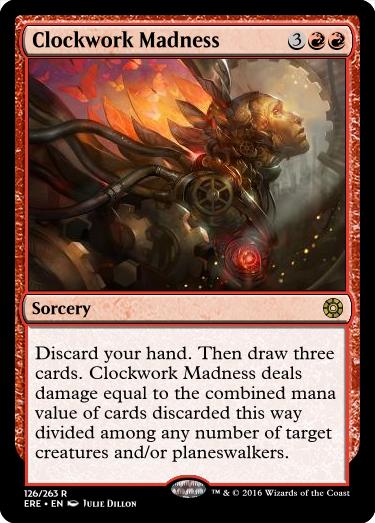 Clockwork Madness 3
Sorcery
Discard your hand. Then draw three
cards. Clockwork Madness deals
damage equal to the combined mana
value of cards discarded this way
divided among any number of target
creatures and/or planeswalkers.
126/263 R
ERE • EN Julie Dillon ™ & © 2016 Wizards of the Coast